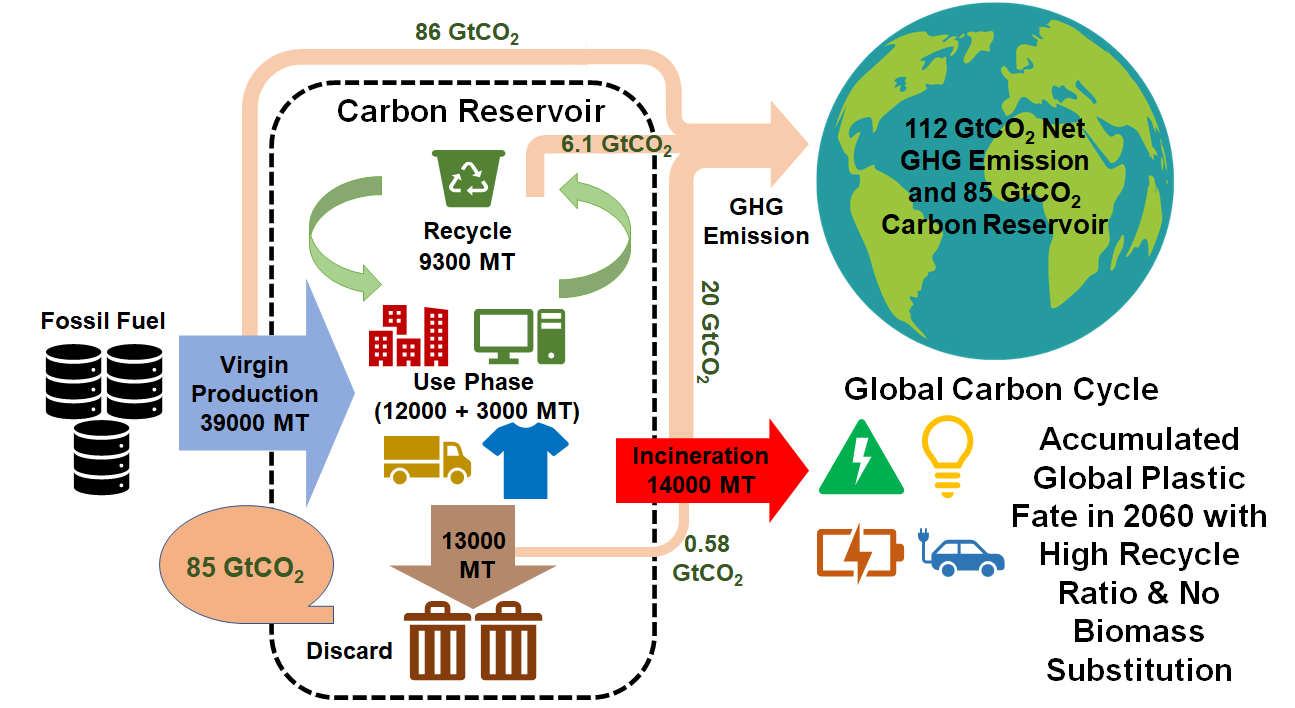 86 GtCO₂
Carbon Reservoir
6.1 GtCO₂
Recycle
9300 MT
GHG
Emission
112 GtCO₂ Net
GHG Emission
and 85 GtCO₂
Carbon Reservoir
Fossil Fuel
Virgin
Production
39000 MT
Use Phase
(12000 + 3000 MT)
20 GtCO₂
Incineration
14000 MT
Global Carbon Cycle
Accumulated
Global Plastic
Fate in 2060 with
High Recycle
Ratio & No
Biomass
Substitution
85 GtCO₂
13000
MT
0.58
GtCO₂
Discard